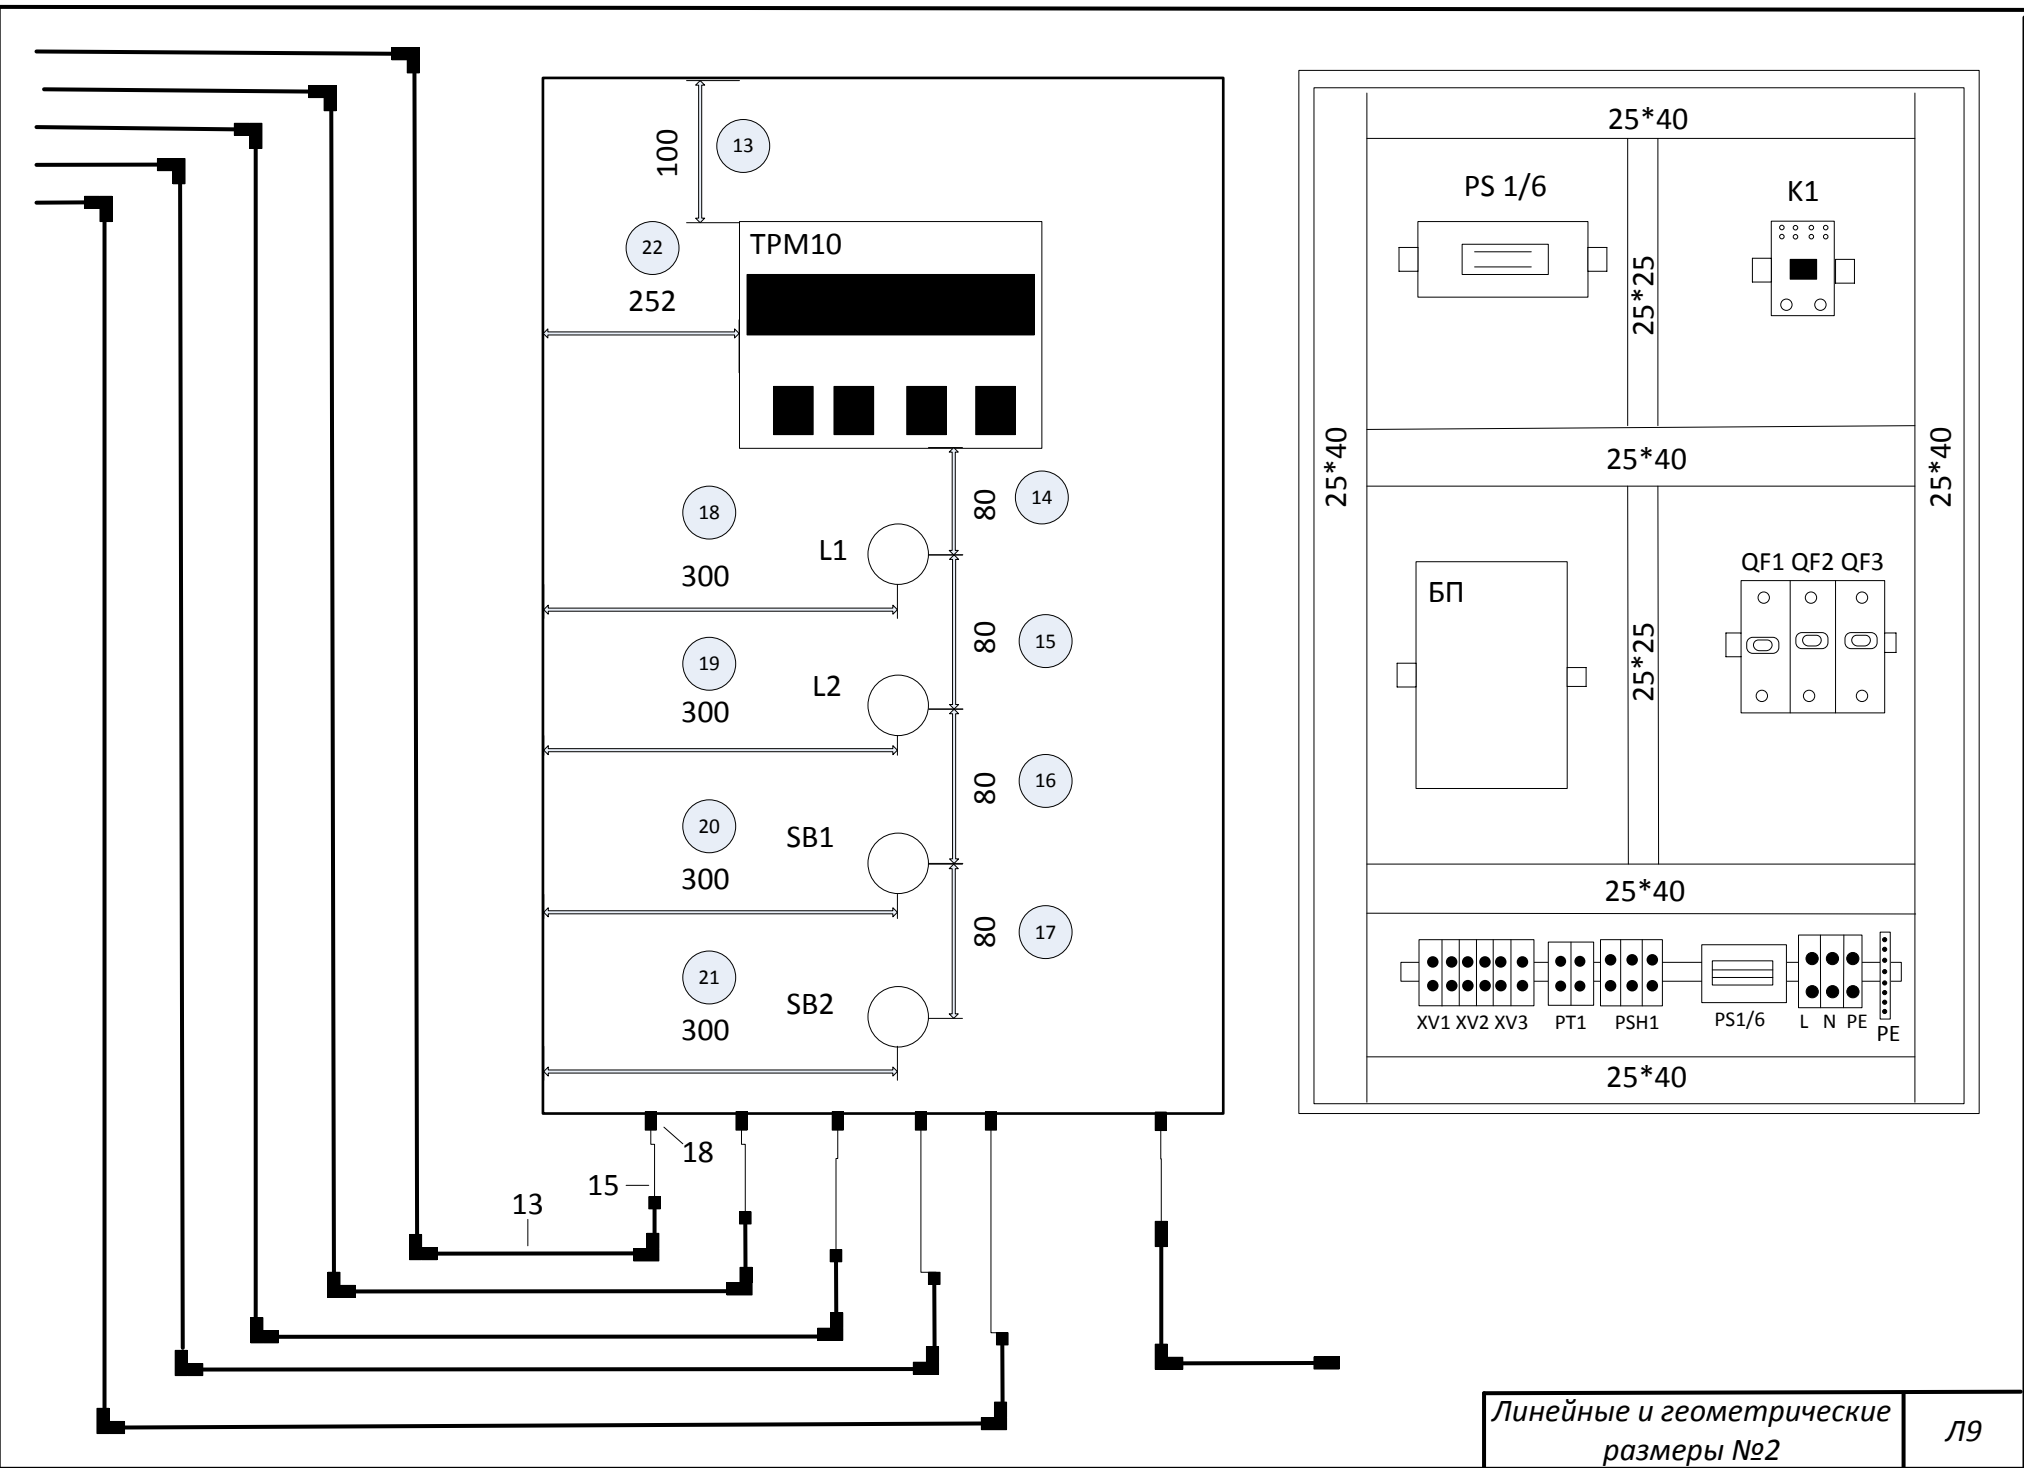 100
13
22
252
ТРМ10
80
14
18
300
L1
80
15
19
300
L2
80
16
20
300
SB1
80
17
21
300
SB2
18
15
13
25*40
PS 1/6
K1
25*25
25*40
25*40
25*40
БП
25*25
QF1 QF2 QF3
25*40
XV1 XV2 XV3
PT1
PSH1
PS1/6
L N PE
PE
25*40
Линейные и геометрические
размеры №2
Л9